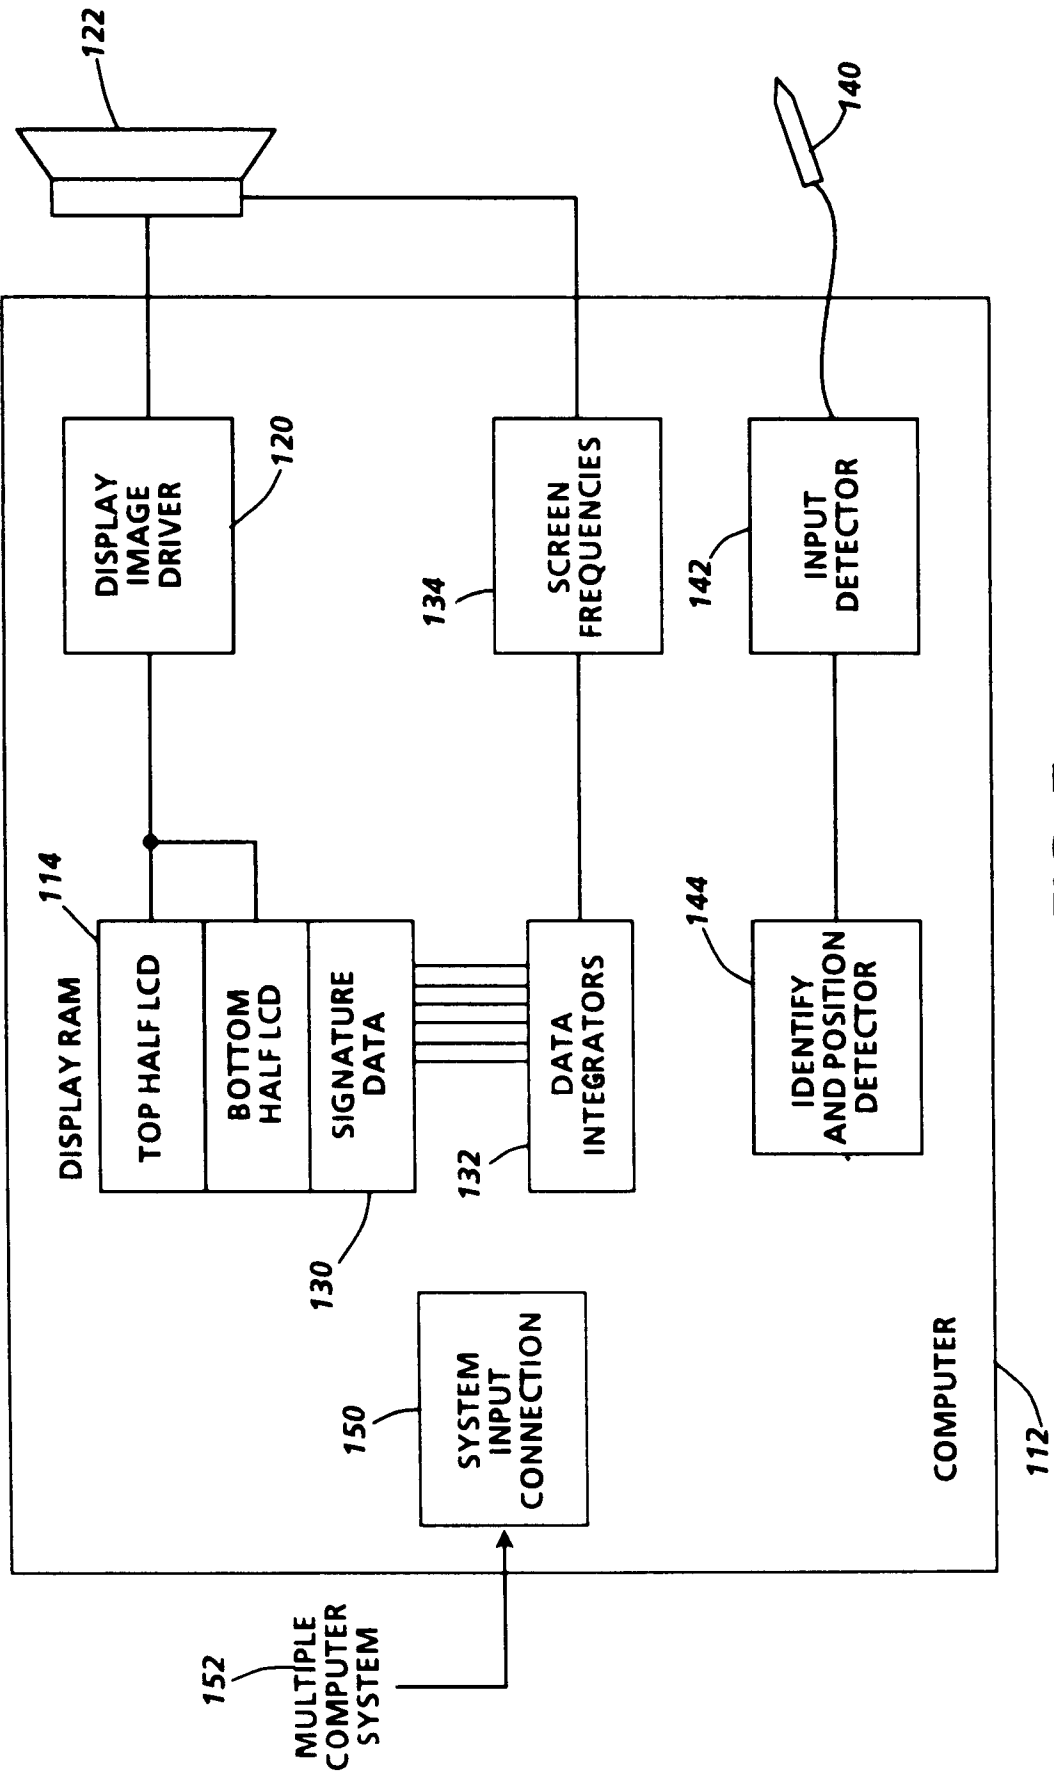 122
140
DISPLAY
IMAGE
DRIVER
120
134
SCREEN
FREQUENCIES
142
INPUT
DETECTOR
DISPLAY RAM
114
TOP HALF LCD
BOTTOM
HALF LCD
SIGNATURE
DATA
130
132
DATA
INTEGRATORS
144
IDENTIFY
AND POSITION
DETECTOR
150
SYSTEM
INPUT
CONNECTION
COMPUTER
112
152
MULTIPLE
COMPUTER
SYSTEM